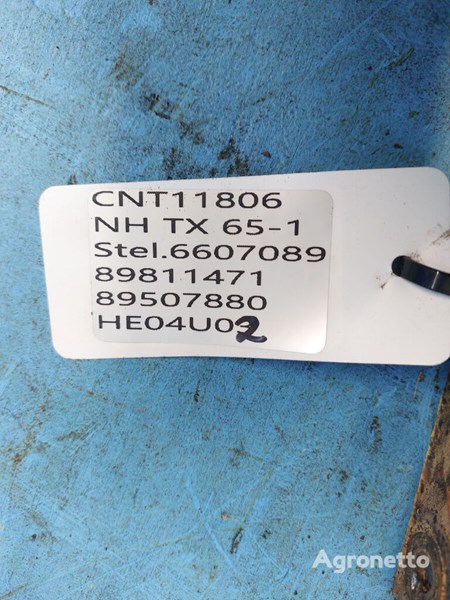 CNT11806
NH TX 65-1
Stel.6607089
89811471
89507880
HE04U02
Agronetto